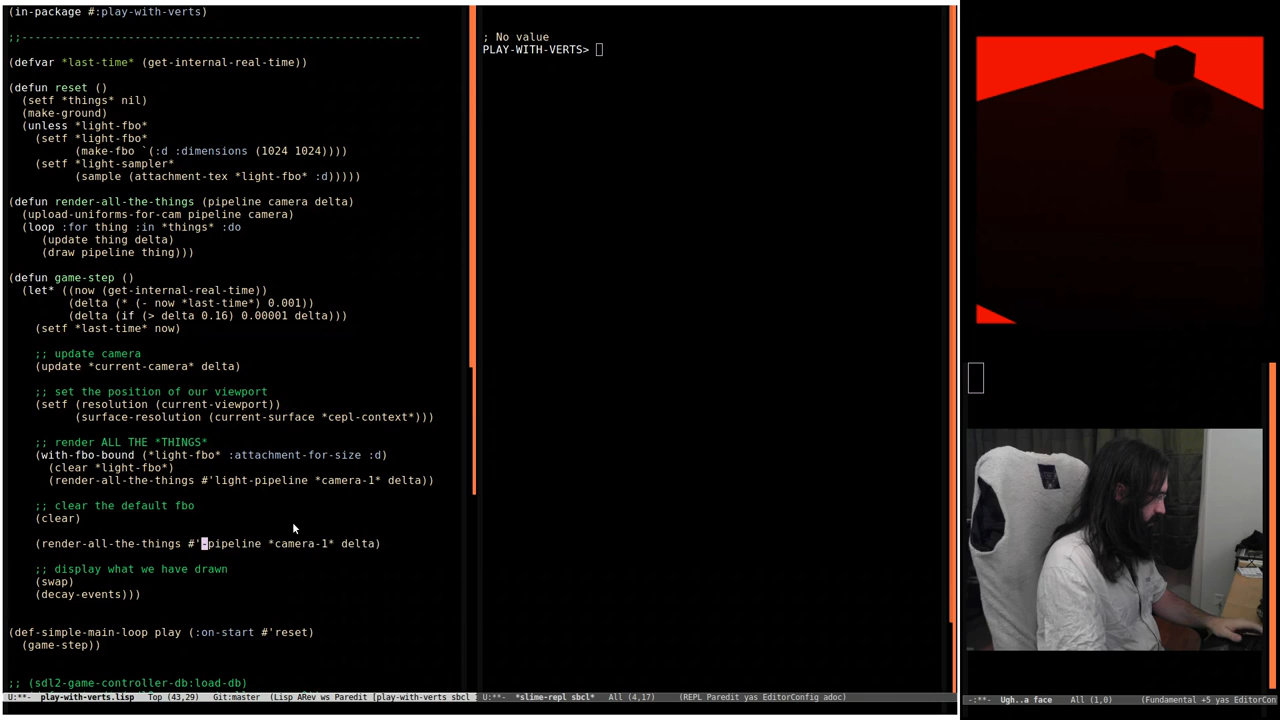 (in-package #:play-with-verts)
;;------------------------------------------------------------
(defvar *last-time* (get-internal-real-time))
(defun reset ()
(setf *things* nil)
(make-ground)
(unless *light-fbo*
(setf *light-fbo*
(make-fbo `(:d :dimensions (1024 1024))))
(setf *light-sampler*
(sample (attachment-tex *light-fbo* :d)))))
(defun render-all-the-things (pipeline camera delta)
(upload-uniforms-for-cam pipeline camera)
(loop :for thing :in *things* :do
(update thing delta)
(draw pipeline thing)))
(defun game-step ()
(let* ((now (get-internal-real-time))
(delta (* (- now *last-time*) 0.001))
(delta (if (> delta 0.16) 0.00001 delta)))
(setf *last-time* now)
;; update camera
(update *current-camera* delta)
;; set the position of our viewport
(setf (resolution (current-viewport))
(surface-resolution (current-surface *cepl-context*)))
;; render ALL THE *THINGS*
(with-fbo-bound (*light-fbo* :attachment-for-size :d)
(clear *light-fbo*)
(render-all-the-things #'light-pipeline *camera-1* delta))
;; clear the default fbo
(clear)
(render-all-the-things #'-pipeline *camera-1* delta)
;; display what we have drawn
(swap)
(decay-events)))
(def-simple-main-loop play (:on-start #'reset)
(game-step))
;; (sdl2-game-controller-db:load-db)
U:**- play-with-verts.lisp Top (43,29) Git:master (Lisp ARev ws Paredit [play-with-verts sbcl
; No value
PLAY-WITH-VERTS>
U:**- *slime-repl sbcl* All (4,17) (REPL Paredit yas EditorConfig adoc)
-:**- Ugh..a face All (1,0) (Fundamental +5 yas EditorCon